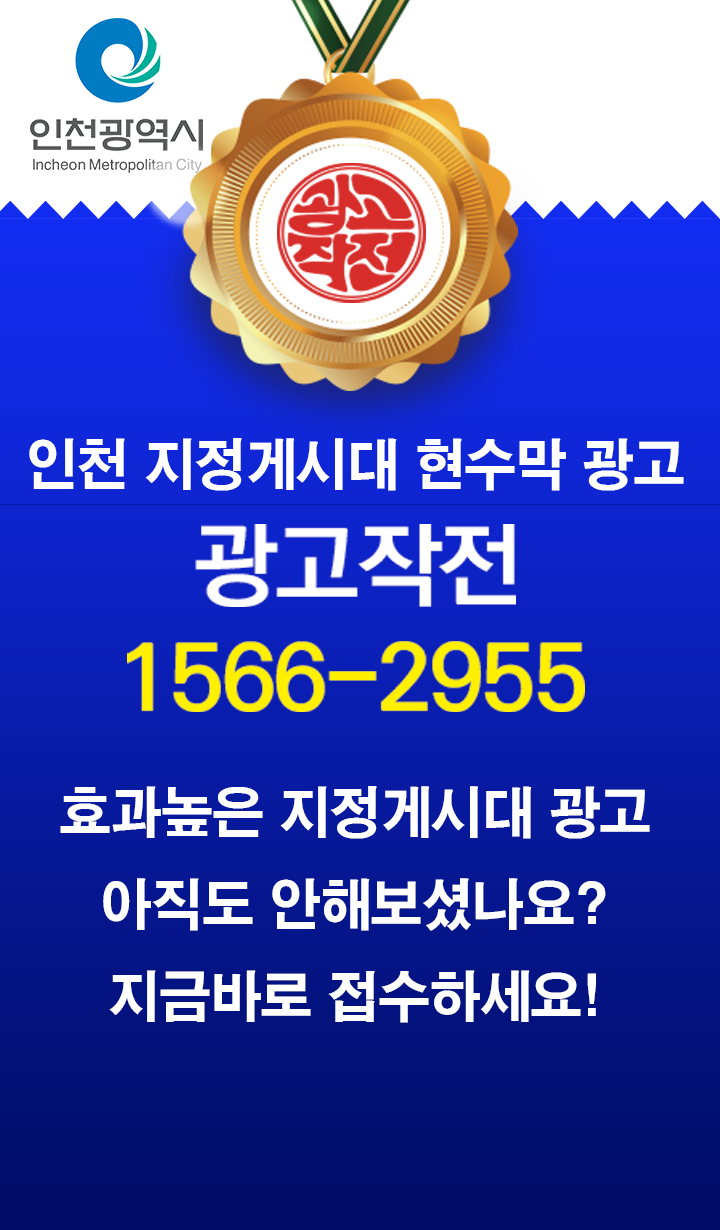 인천광역시
Incheon Metropolitan City
광고
작전
인천 지정게시대 현수막 광고
광고작전
1566-2955
효과높은 지정게시대 광고
아직도 안해보셨나요?
지금바로 접수하세요!